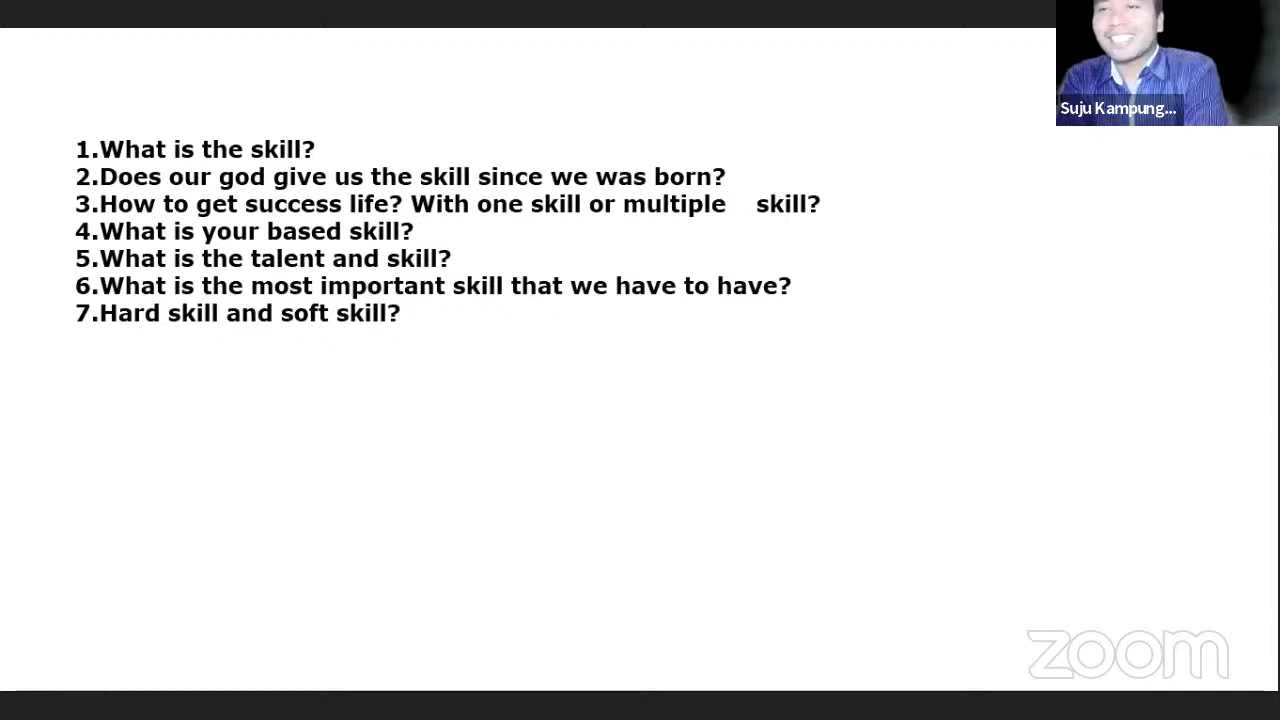 Suju Kampung...
1.What is the skill?
2.Does our god give us the skill since we was born?
3.How to get success life? With one skill or multiple    skill?
4.What is your based skill?
5.What is the talent and skill?
6.What is the most important skill that we have to have?
7.Hard skill and soft skill?
zoom